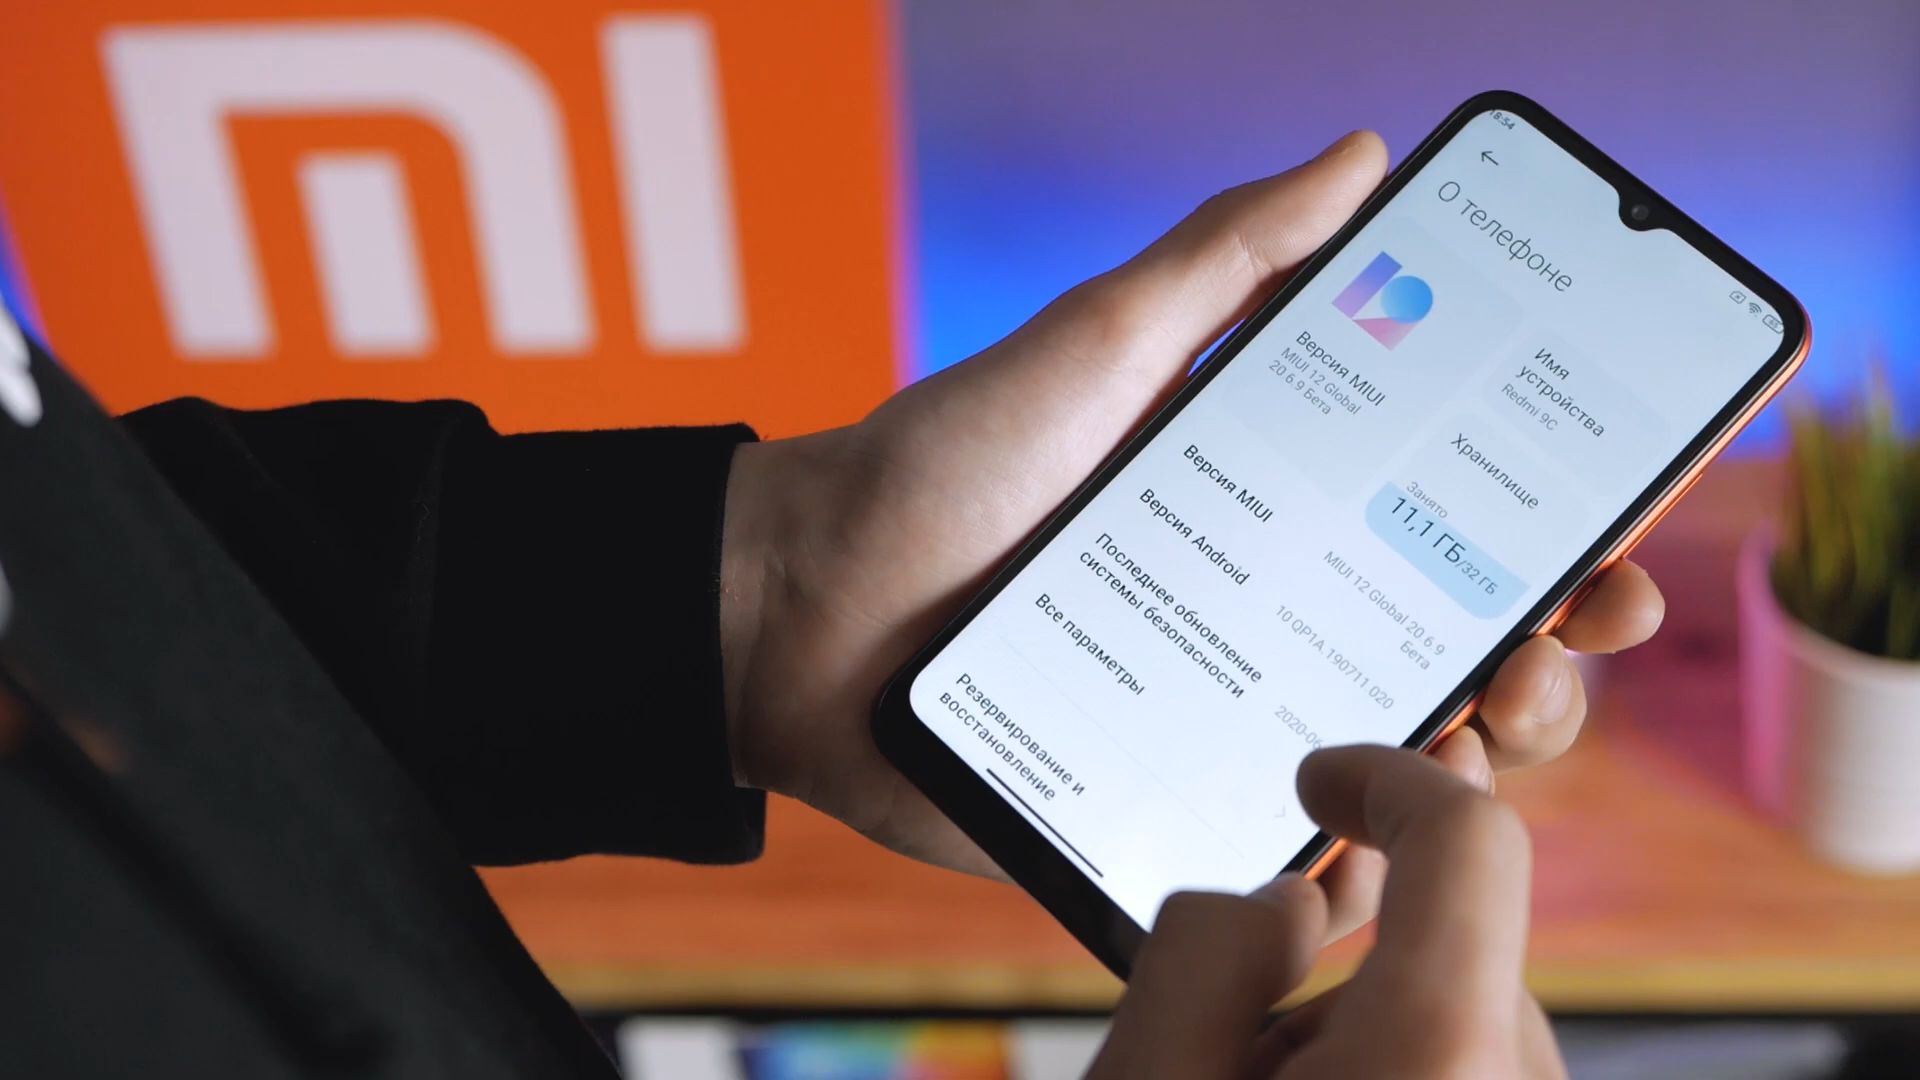 mi
18:54
О телефоне
Версия MIUI
MIUI 12 Global
20.6.9 Бета
Имя
устройства
Redmi 9C
Хранилище
Занято
11,1 ГБ/32 ГБ
Версия MIUI
MIUI 12 Global 20.6.9
Бета
Версия Android
10 QP1A.190711.020
Последнее обновление
системы безопасности
2020-06
Все параметры
Резервирование и
восстановление